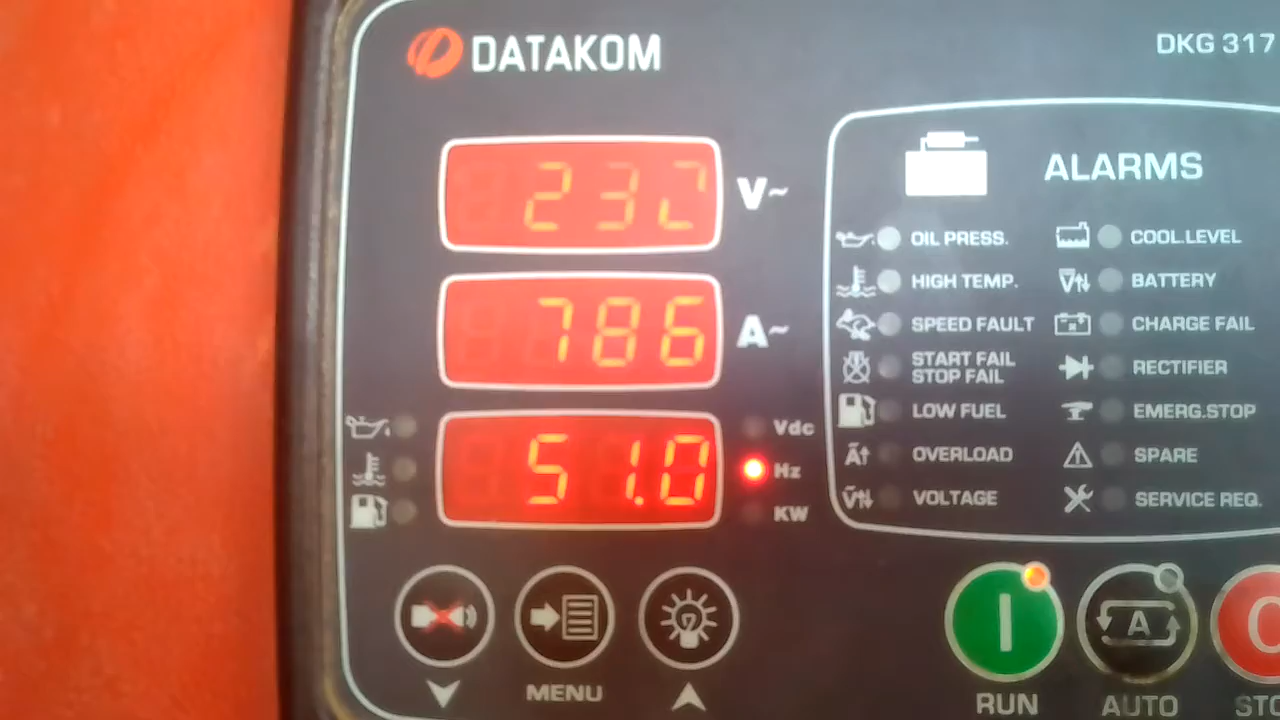 DATAKOM
DKG 317
232 V~
786 A~
51.0
Vdc
Hz
KW
ALARMS
OIL PRESS.
HIGH TEMP.
SPEED FAULT
START FAIL
STOP FAIL
LOW FUEL
OVERLOAD
VOLTAGE
COOL.LEVEL
BATTERY
CHARGE FAIL
RECTIFIER
EMERG.STOP
SPARE
SERVICE REQ.
MENU
I
RUN
A
AUTO
STO